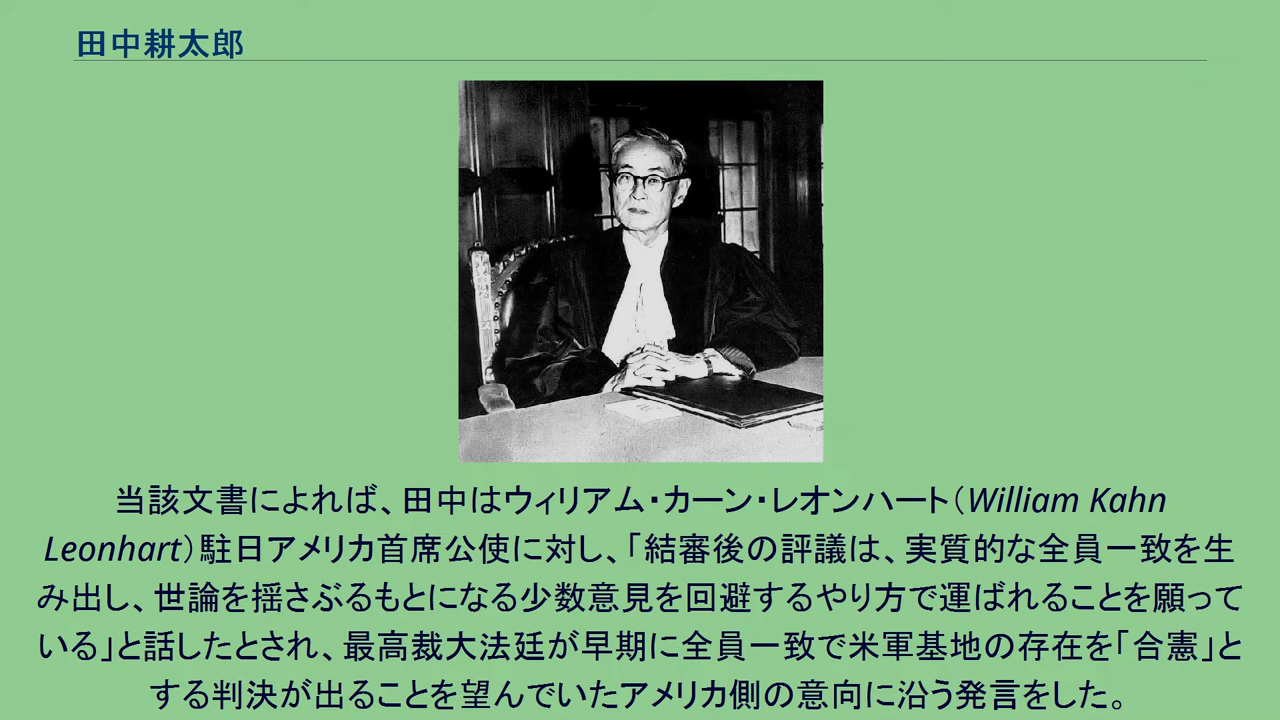 田中耕太郎
当該文書によれば、田中はウィリアム・カーン・レオンハート（William Kahn
Leonhart）駐日アメリカ首席公使に対し、「結審後の評議は、実質的な全員一致を生
み出し、世論を揺さぶるもとになる少数意見を回避するやり方で運ばれることを願って
いる」と話したとされ、最高裁大法廷が早期に全員一致で米軍基地の存在を「合憲」と
する判決が出ることを望んでいたアメリカ側の意向に沿う発言をした。